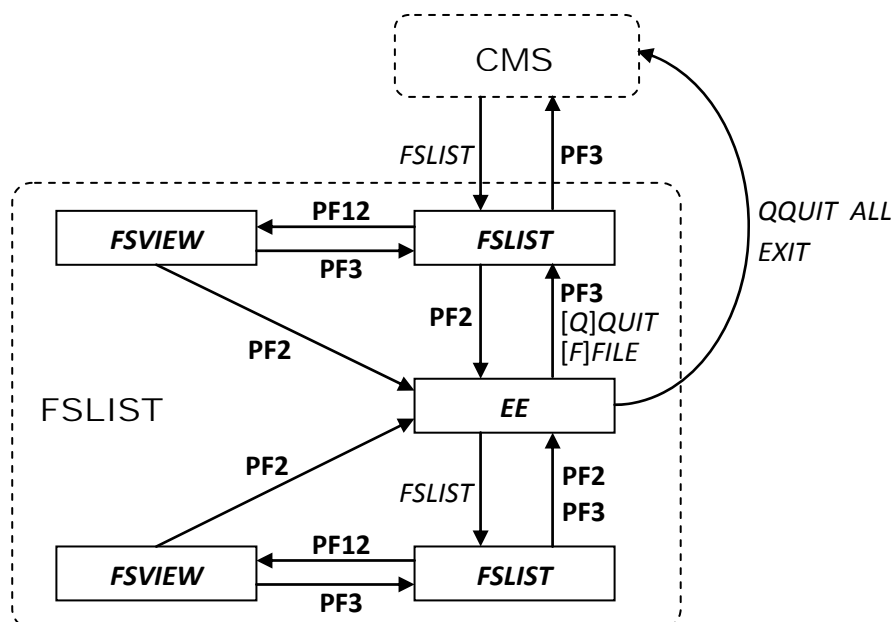 CMS
FSLIST
PF3
QQUIT ALL
EXIT
PF12
FSVIEW
FSLIST
PF3
PF2
PF2
PF3
[Q]QUIT
[F]FILE
EE
FSLIST
PF2
FSLIST
PF2
PF3
PF12
FSVIEW
FSLIST
PF3